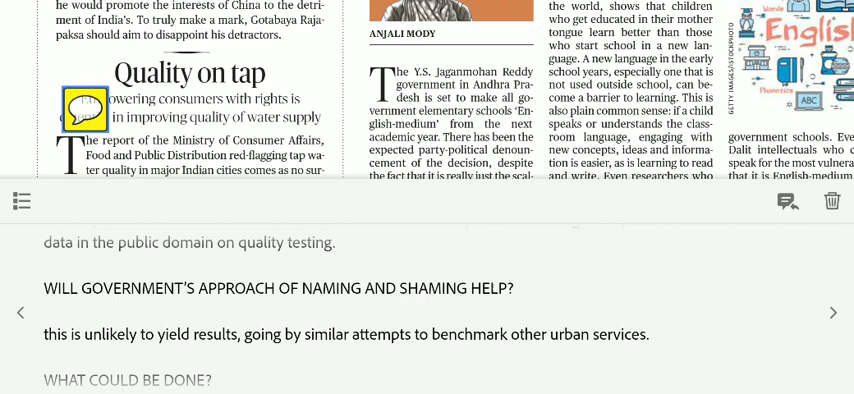 he would promote the interests of China to the detri-
ment of India's. To truly make a mark, Gotabaya Raja-
paksa should aim to disappoint his detractors.
Quality on tap
owering consumers with rights is
in improving quality of water supply
The report of the Ministry of Consumer Affairs,
Food and Public Distribution red-flagging tap wa-
ter quality in major Indian cities comes as no sur-
ANJALI MODY
The Y.S. Jaganmohan Reddy
government in Andhra Pra-
desh is set to make all go-
vernment elementary schools ‘En-
glish-medium’ from the next
academic year. There has been the
expected party-political denoun-
cement of the decision, despite
the fact that it is really just the scal-
the world, shows that children
who get educated in their mother
tongue learn better than those
who start school in a new lan-
guage. A new language in the early
school years, especially one that is
not used outside school, can be-
come a barrier to learning. This is
also plain common sense: if a child
speaks or understands the class-
room language, engaging with
new concepts, ideas and informa-
tion is easier, as is learning to read
and write. Even researchers who
GETTY IMAGES/ISTOCKPHOTO
Words
English
Phonetics
ABC
government schools. Eve
Dalit intellectuals who c
speak for the most vulnera
that it is English-medium
data in the public domain on quality testing.
WILL GOVERNMENT'S APPROACH OF NAMING AND SHAMING HELP?
this is unlikely to yield results, going by similar attempts to benchmark other urban services.
WHAT COULD BE DONE?